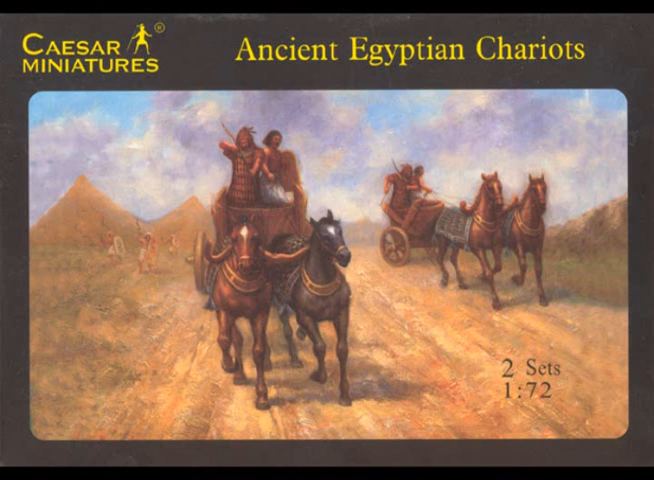 CAESAR ®
MINIATURES
Ancient Egyptian Chariots
2 Sets
1:72